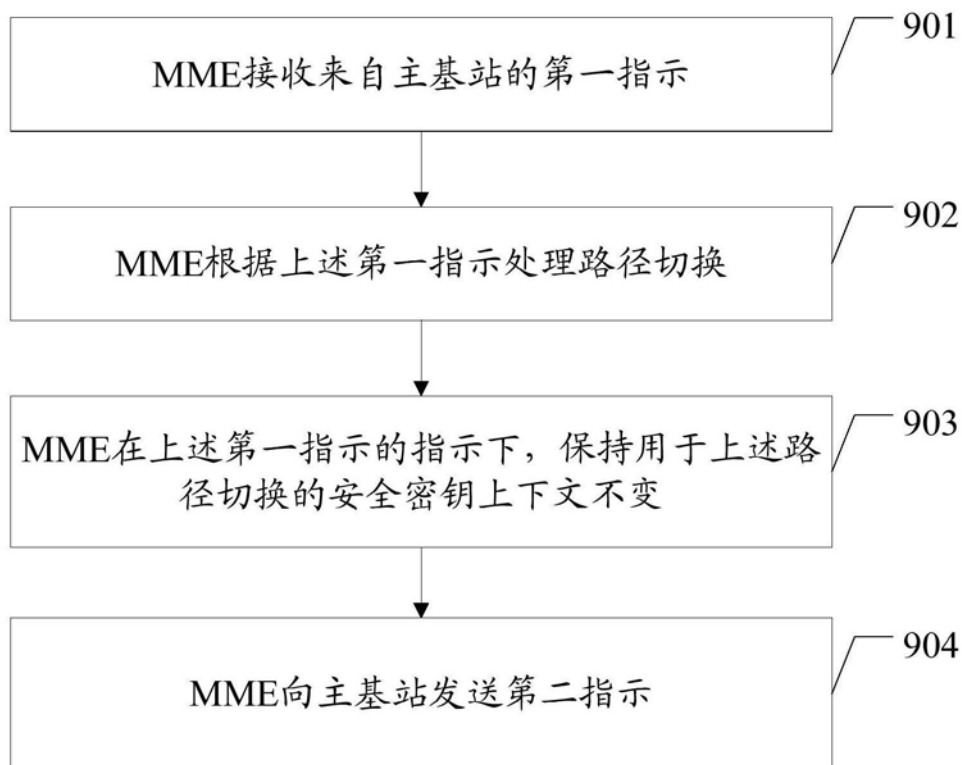 901
MME接收来自主基站的第一指示
902
MME根据上述第一指示处理路径切换
903
MME在上述第一指示的指示下，保持用于上述路
径切换的安全密钥上下文不变
904
MME向主基站发送第二指示